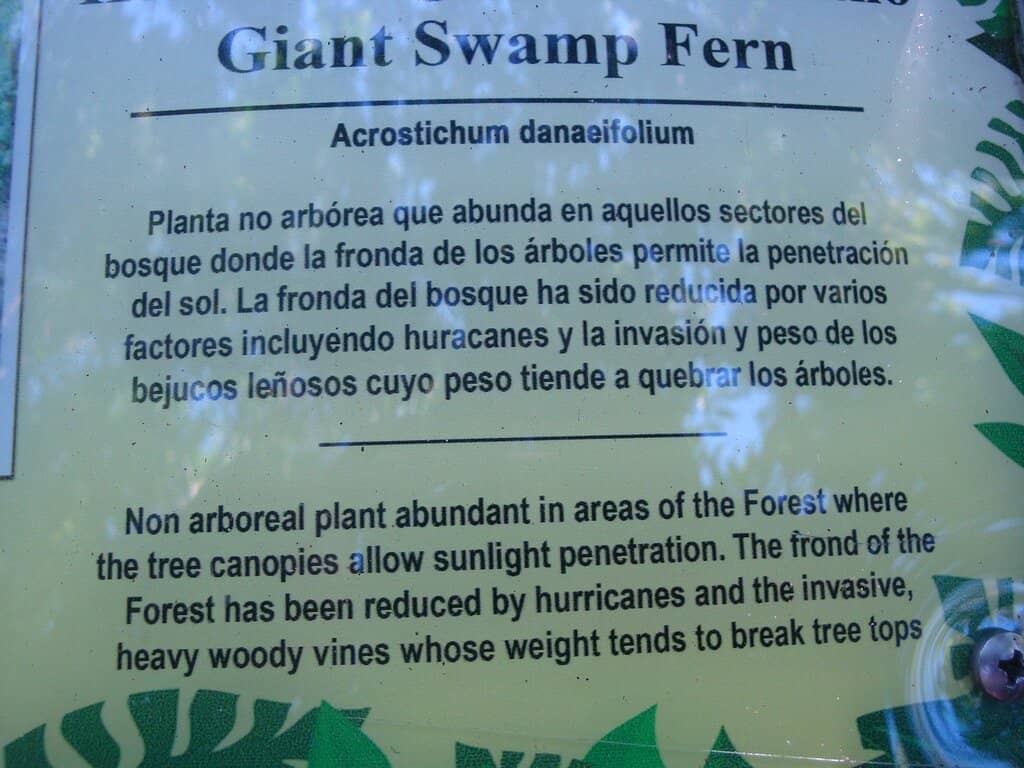 Giant Swamp Fern
Acrostichum danaeifolium
Planta no arbórea que abunda en aquellos sectores del
bosque donde la fronda de los árboles permite la penetración
del sol. La fronda del bosque ha sido reducida por varios
factores incluyendo huracanes y la invasión y peso de los
bejucos leñosos cuyo peso tiende a quebrar los árboles.
Non arboreal plant abundant in areas of the Forest where
the tree canopies allow sunlight penetration. The frond of the
Forest has been reduced by hurricanes and the invasive,
heavy woody vines whose weight tends to break tree tops